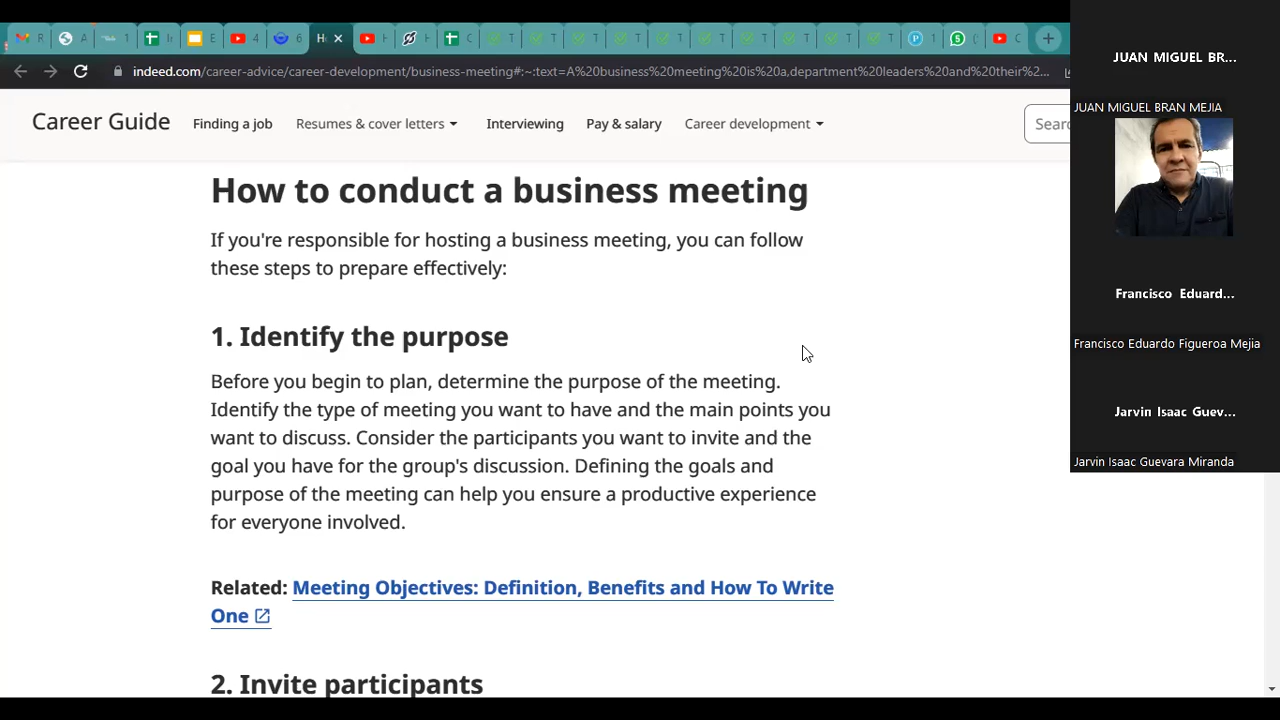 R
A
1
Ir
E
4
6
H
H
C
T
T
T
T
T
T
T
T
T
T
1
(
C
indeed.com/career-advice/career-development/business-meeting#:~:text=A%20business%20meeting%20is%20a,department%20leaders%20and%20their%2...
Career Guide
Finding a job
Resumes & cover letters
Interviewing
Pay & salary
Career development
Sear
How to conduct a business meeting
If you're responsible for hosting a business meeting, you can follow
these steps to prepare effectively:
1. Identify the purpose
Before you begin to plan, determine the purpose of the meeting.
Identify the type of meeting you want to have and the main points you
want to discuss. Consider the participants you want to invite and the
goal you have for the group's discussion. Defining the goals and
purpose of the meeting can help you ensure a productive experience
for everyone involved.
Related: Meeting Objectives: Definition, Benefits and How To Write
One
2. Invite participants
JUAN MIGUEL BR...
JUAN MIGUEL BRAN MEJIA
Francisco Eduard...
Francisco Eduardo Figueroa Mejia
Jarvin Isaac Guev...
Jarvin Isaac Guevara Miranda